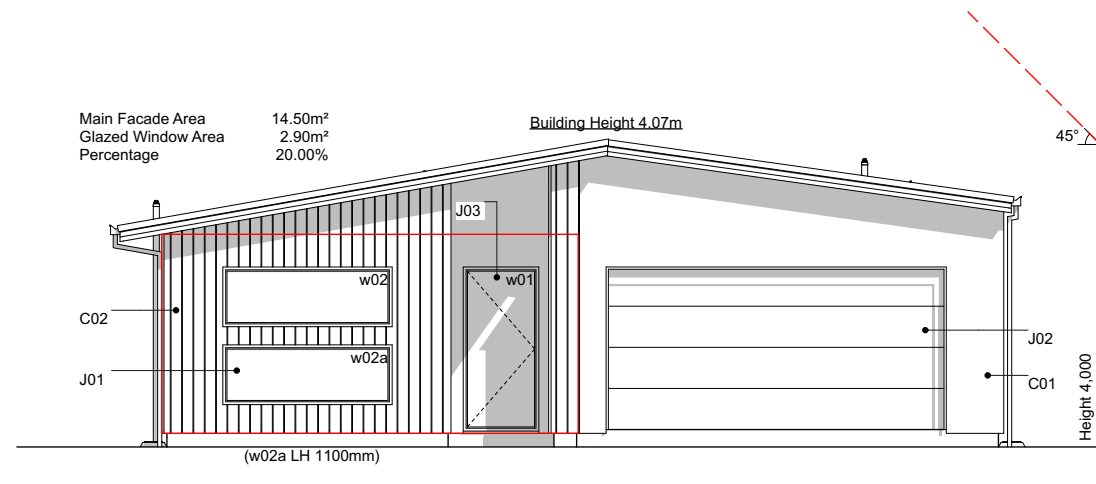 Main Facade Area 14.50m²
Glazed Window Area 2.90m²
Percentage 20.00%
Building Height 4.07m
45°
J03
w02
w01
C02
w02a
J01
J02
C01
Height 4,000
(w02a LH 1100mm)